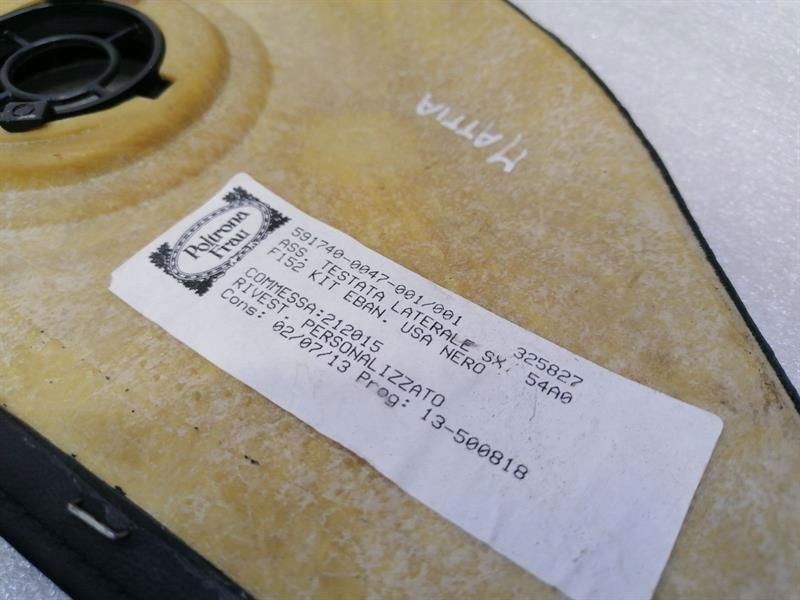 MATTIA
Poltrona
Frau
591740-0047-001/001 325827
ASS. TESTATA LATERALE SX. 54A0
F152 KIT EBAN. USA NERO
COMMESSA:212015
RIVEST. PERSONALIZZATO
Cons: 02/07/13 Prog: 13-500818